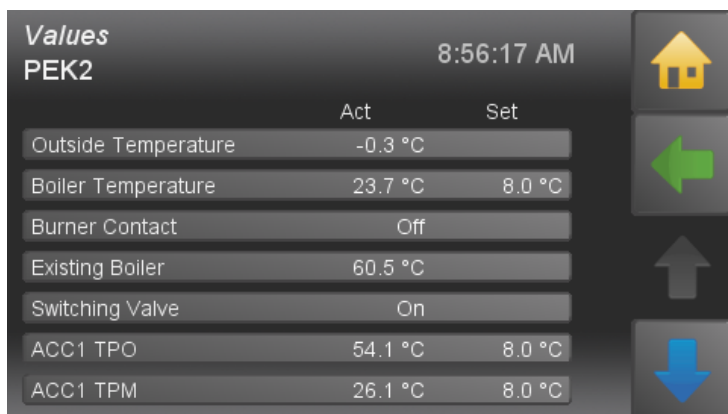 Values
PEK2
8:56:17 AM
Act Set
Outside Temperature -0.3 °C
Boiler Temperature 23.7 °C 8.0 °C
Burner Contact Off
Existing Boiler 60.5 °C
Switching Valve On
ACC1 TPO 54.1 °C 8.0 °C
ACC1 TPM 26.1 °C 8.0 °C